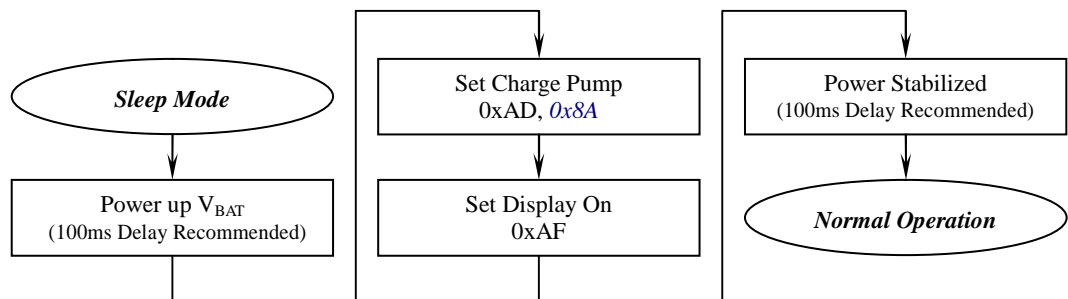 Sleep Mode
Power up VBAT
(100ms Delay Recommended)
Set Charge Pump
0xAD, 0x8A
Set Display On
0xAF
Power Stabilized
(100ms Delay Recommended)
Normal Operation